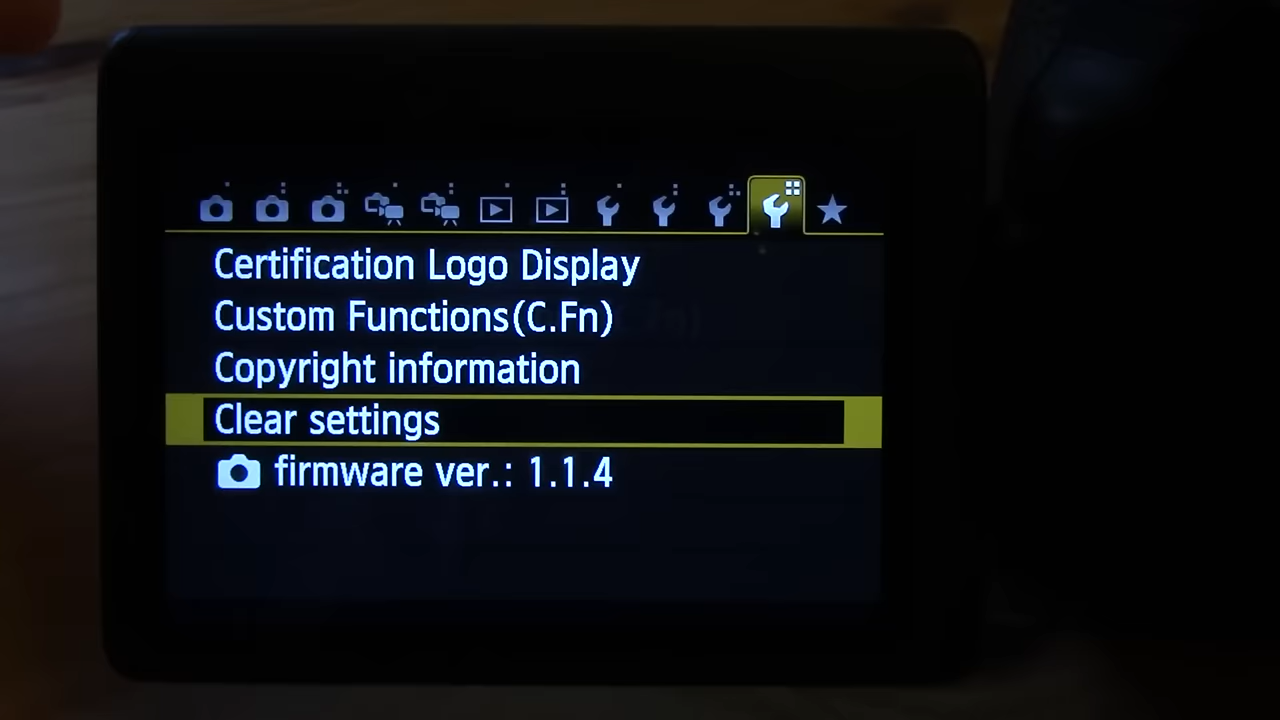 Certification Logo Display
Custom Functions(C.Fn)
Copyright information
Clear settings
firmware ver.: 1.1.4